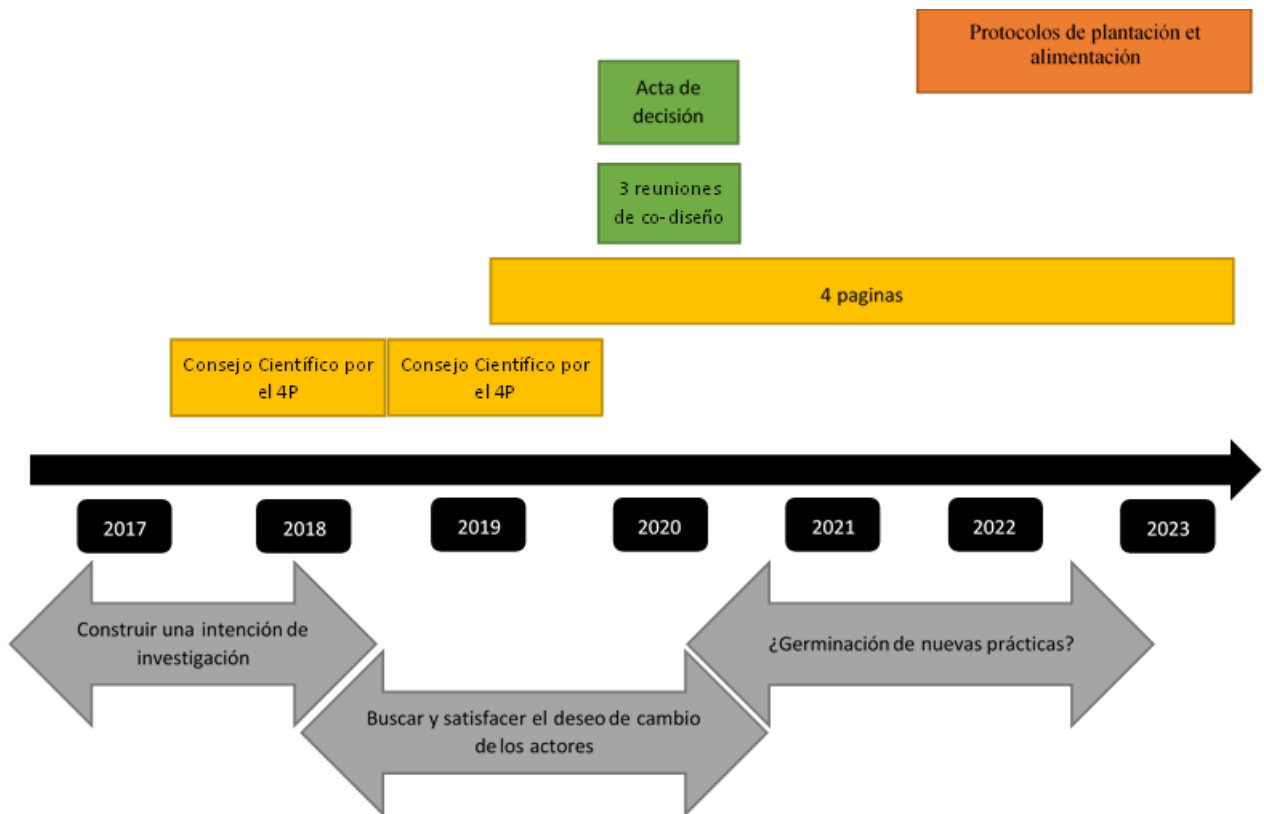 Protocolos de plantación et
alimentación
Acta de
decisión
3 reuniones
de co-diseño
4 paginas
Consejo Científico por
el 4P
Consejo Científico por
el 4P
2017
2018
2019
2020
2021
2022
2023
Construir una intención de
investigación
¿Germinación de nuevas prácticas?
Buscar y satisfacer el deseo de cambio
de los actores